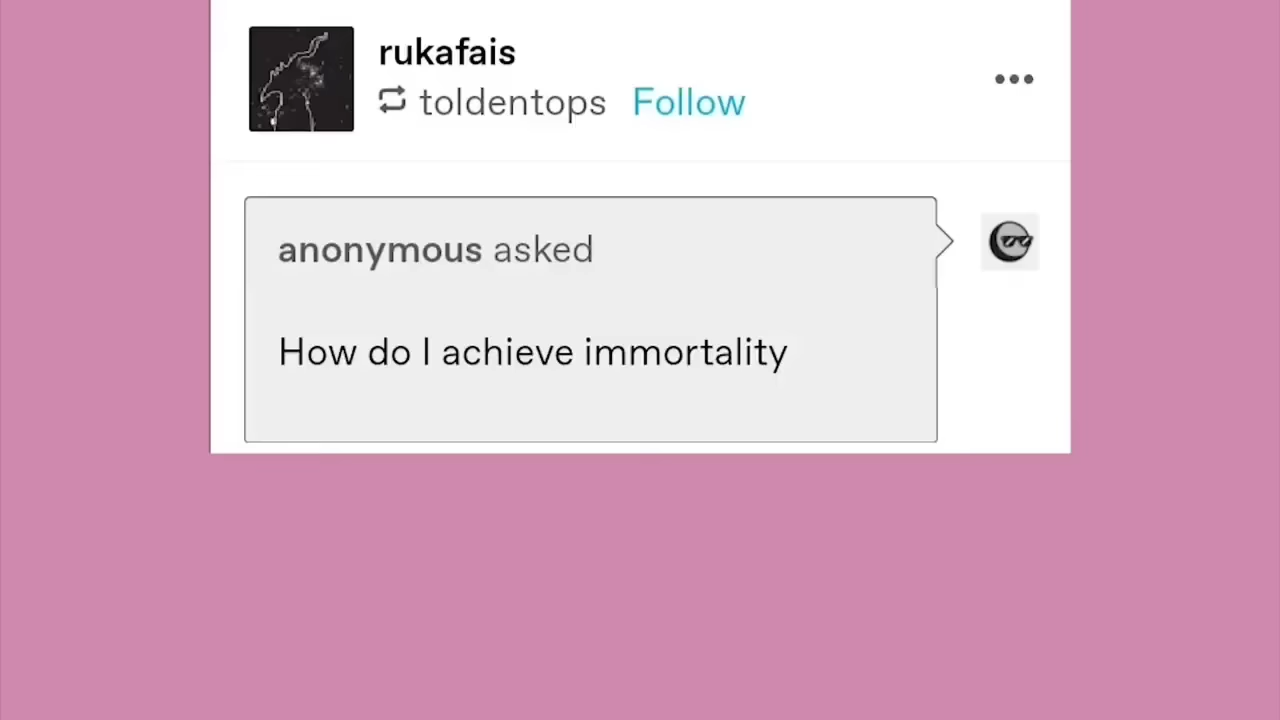 rukafais
toldentops Follow
anonymous asked
How do I achieve immortality